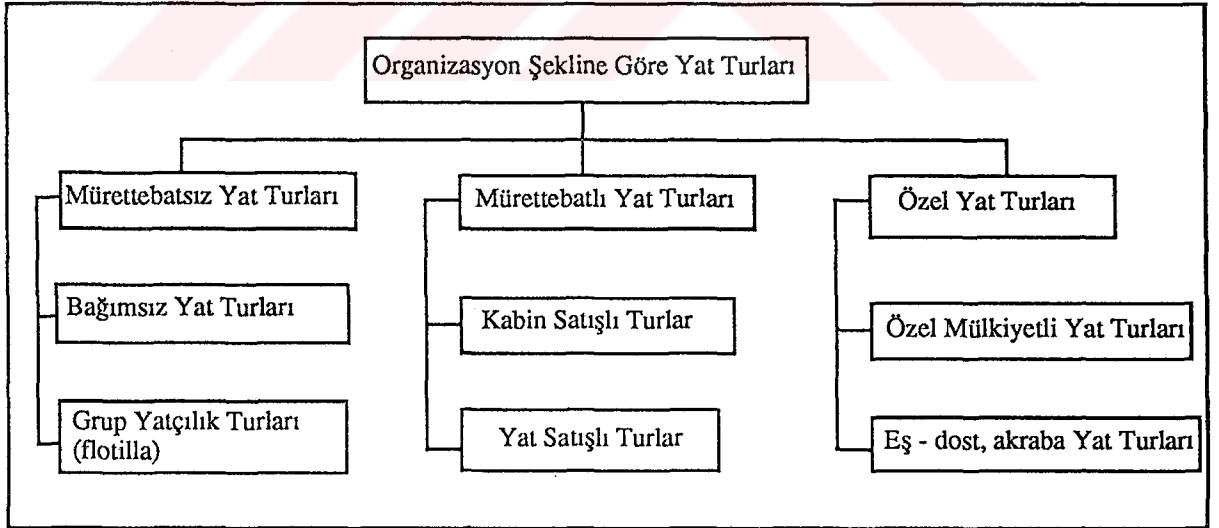 Organizasyon Şekline Göre Yat Turları
Mürettebatsız Yat Turları
Bağımsız Yat Turları
Grup Yatçılık Turları
(flotilla)
Mürettebatlı Yat Turları
Kabin Satışlı Turlar
Yat Satışlı Turlar
Özel Yat Turları
Özel Mülkiyetli Yat Turları
Eş - dost, akraba Yat Turları